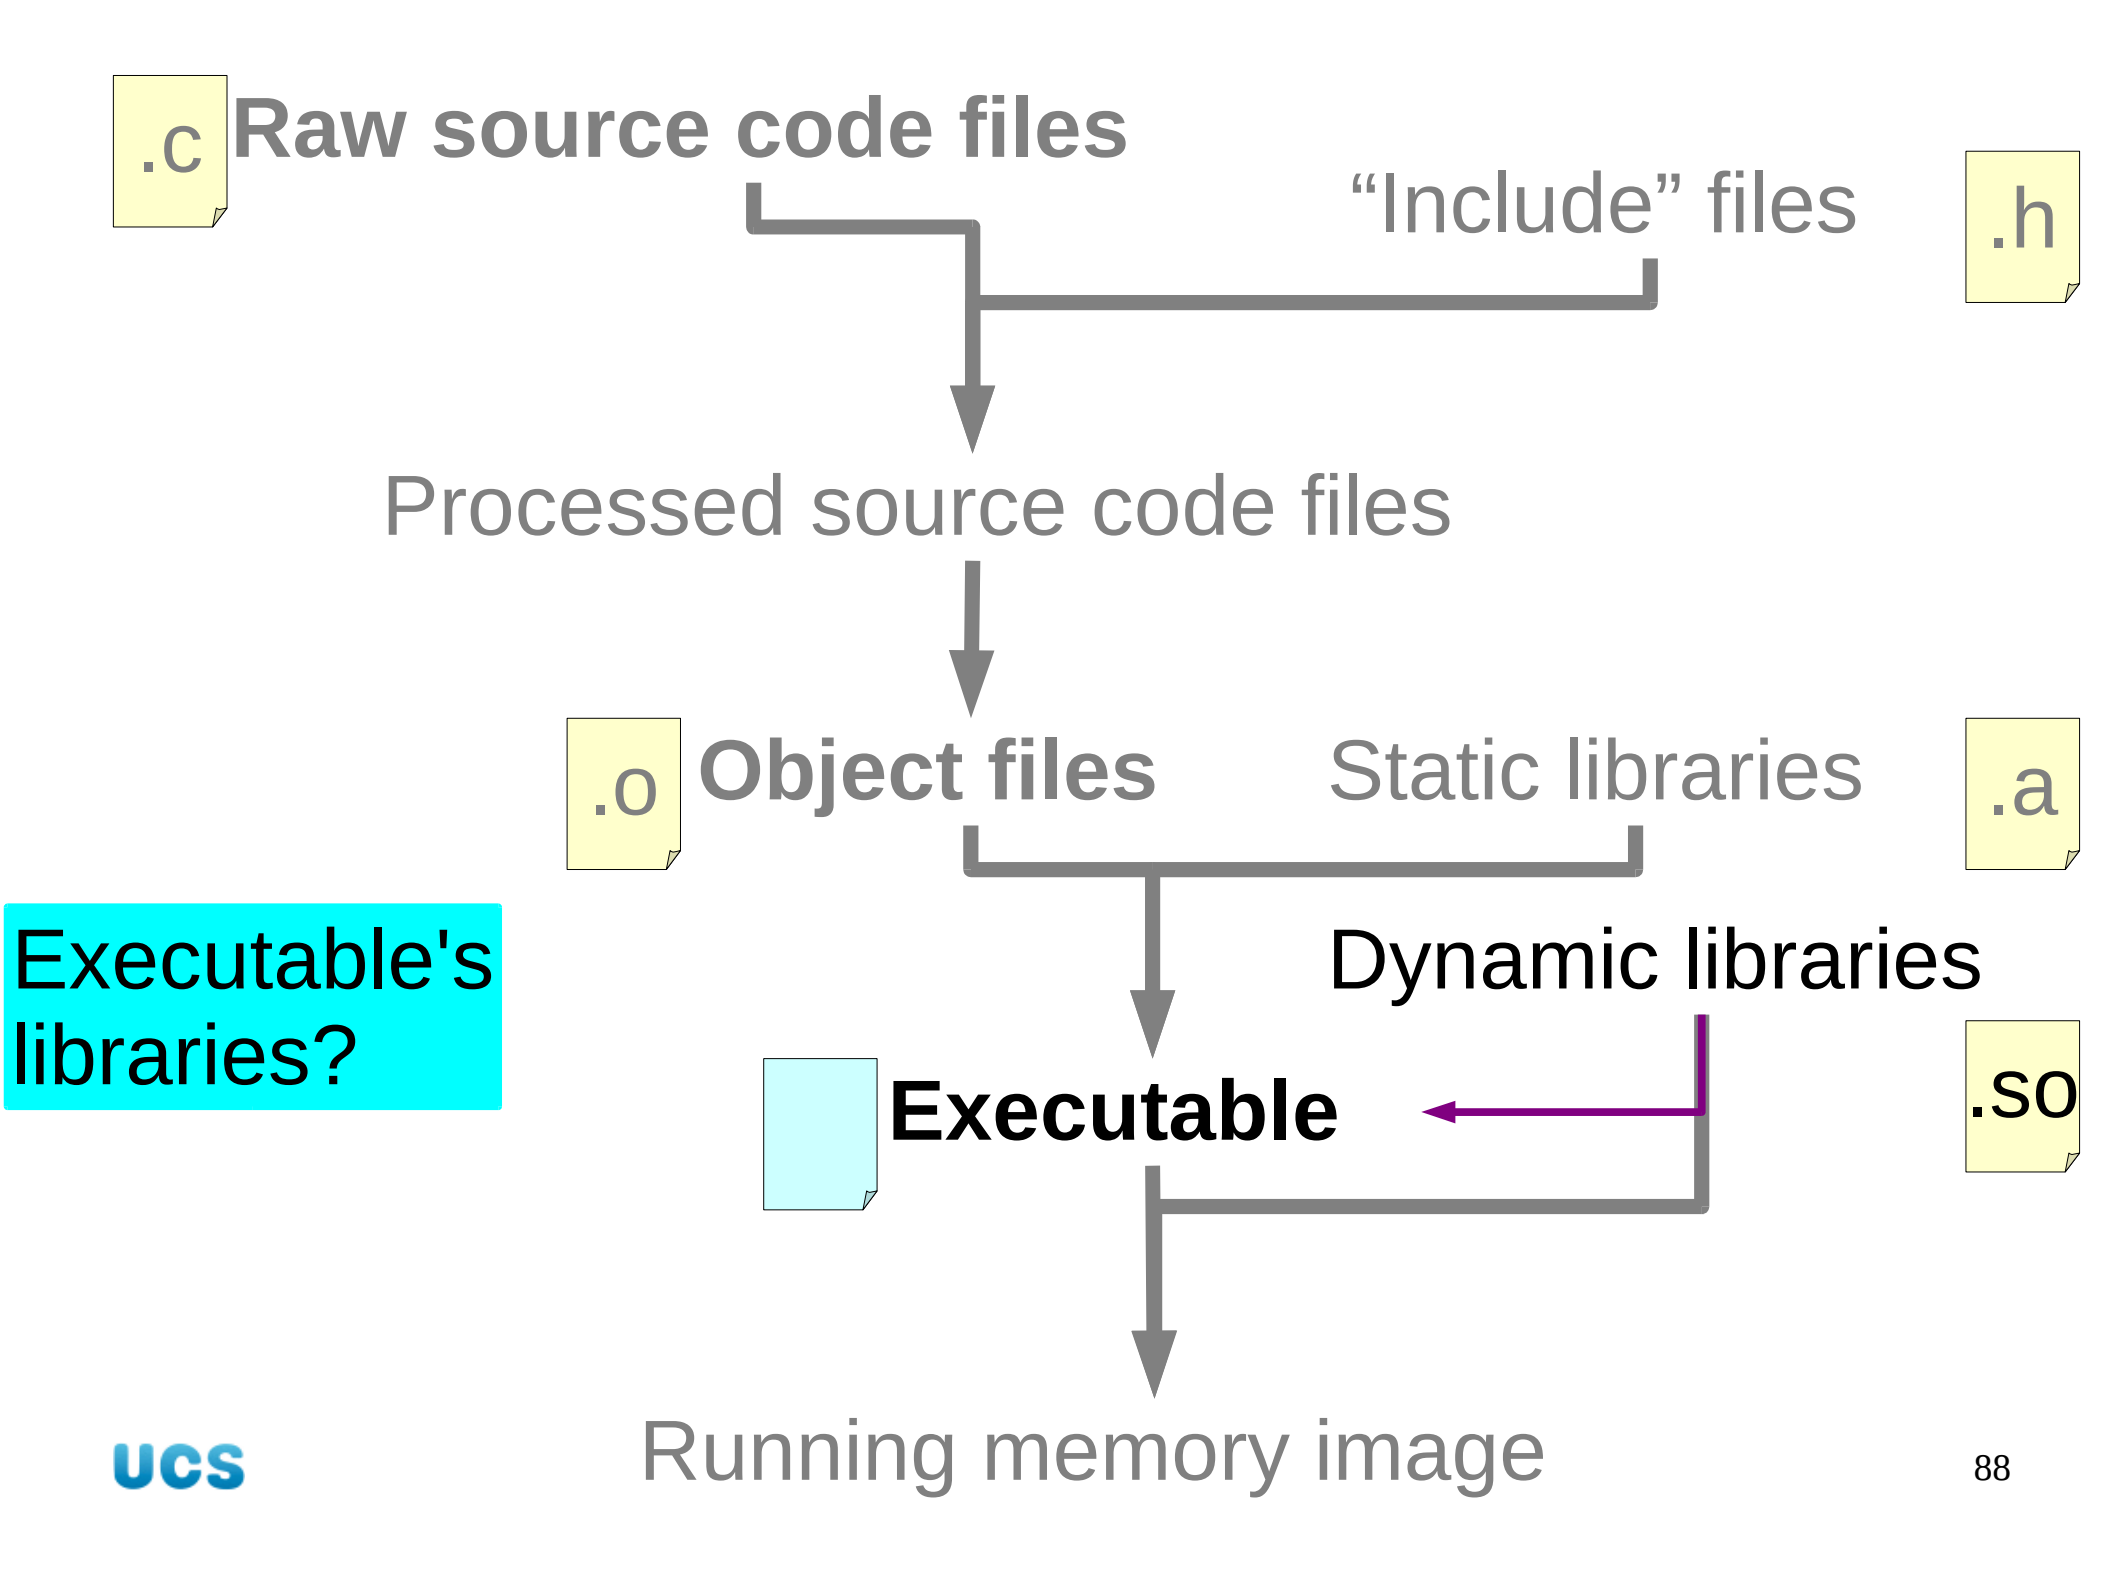 .c
Raw source code files
“Include” files
.h
Processed source code files
.o
Object files
Static libraries
.a
Executable's
libraries?
Dynamic libraries
.so
Executable
Running memory image
UCS
88